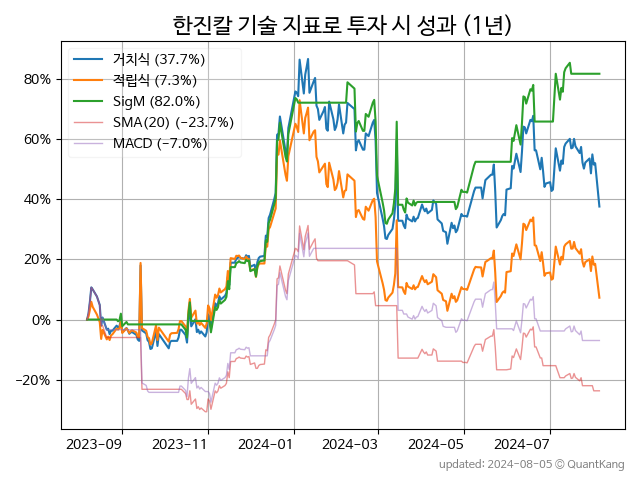 한진칼 기술 지표로 투자 시 성과 (1년)
거치식 (37.7%)
적립식 (7.3%)
SigM (82.0%)
SMA(20) (−23.7%)
MACD (−7.0%)
80%
60%
40%
20%
0%
−20%
2023-09
2023-11
2024-01
2024-03
2024-05
2024-07
updated: 2024-08-05 © QuantKang